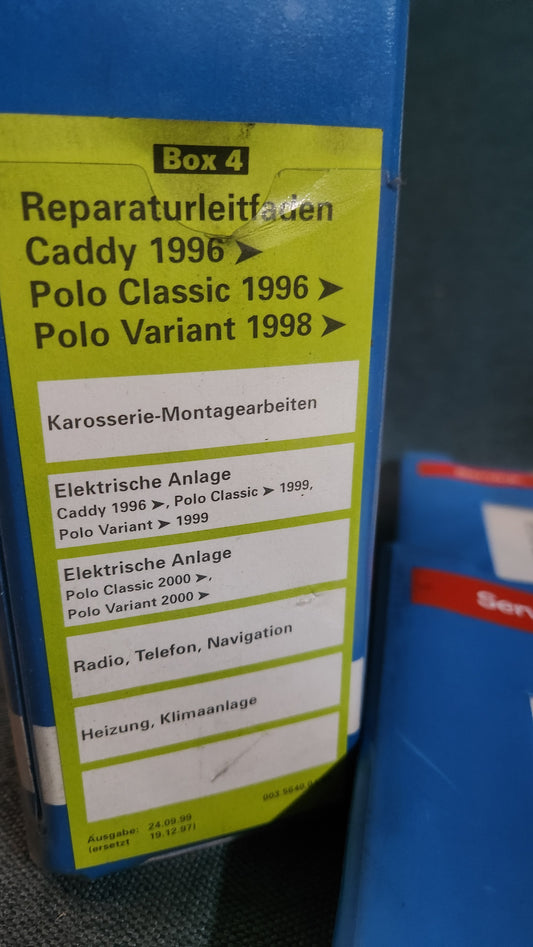 Box 4
Reparaturleitfaden
Caddy 1996 ➤
Polo Classic 1996 ➤
Polo Variant 1998 ➤
Karosserie-Montagearbeiten
Elektrische Anlage
Caddy 1996 ➤, Polo Classic ➤ 1999,
Polo Variant ➤ 1999
Elektrische Anlage
Polo Classic 2000 ➤,
Polo Variant 2000 ➤
Radio, Telefon, Navigation
Heizung, Klimaanlage
Ausgabe: 24.09.99
(ersetzt 19.12.97)